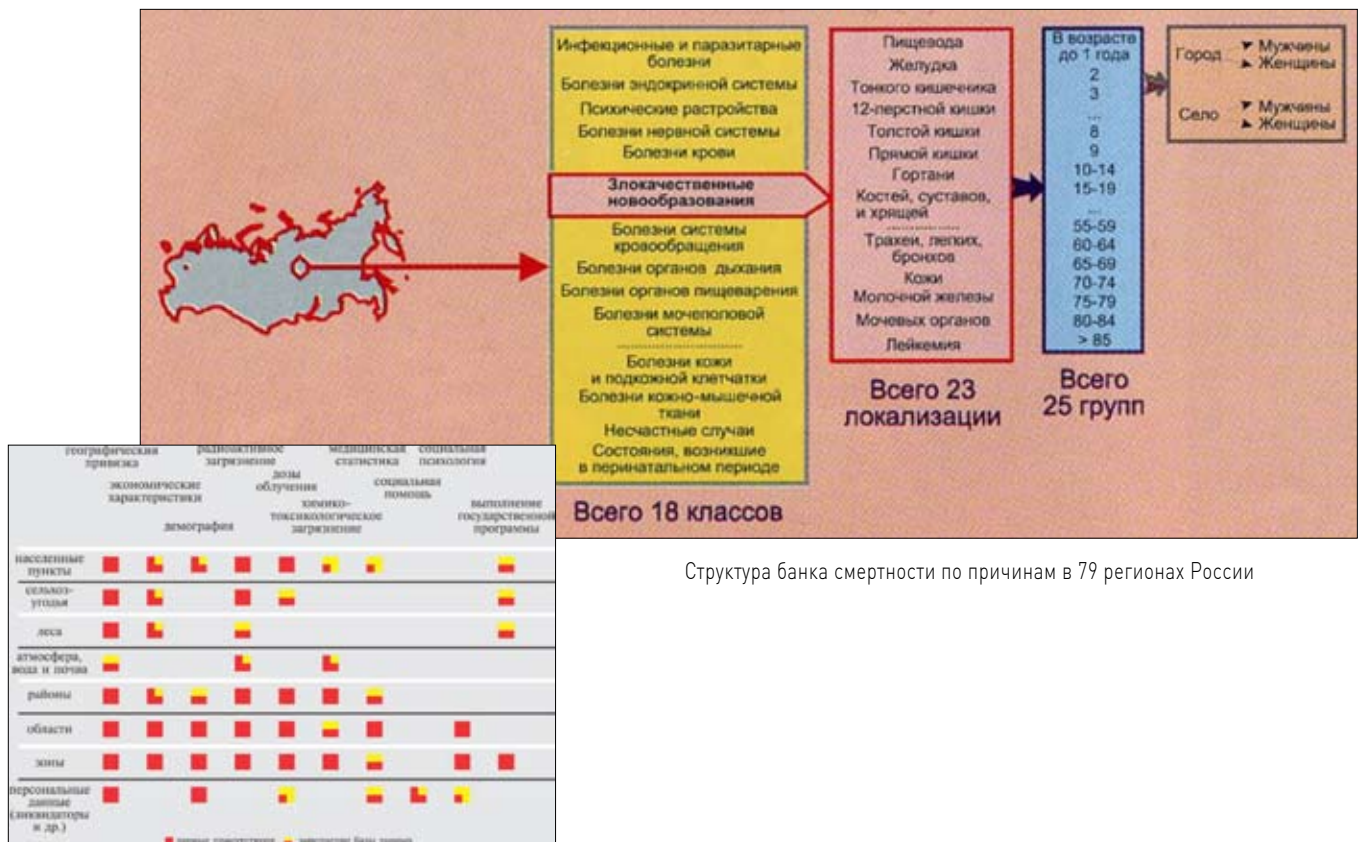 Инфекционные и паразитарные
болезни
Болезни эндокринной системы
Психические растройства
Болезни нервной системы
Болезни крови
Злокачественные
новообразования
Болезни системы
кровообращения
Болезни органов дыхания
Болезни органов пищеварения
Болезни мочеполовой
системы
Болезни кожи
и подкожной клетчатки
Болезни кожно-мышечной
ткани
Несчастные случаи
Состояния, возникшие
в перинатальном периоде
Всего 18 классов
Пищевода
Желудка
Тонкого кишечника
12-перстной кишки
Толстой кишки
Прямой кишки
Гортани
Костей, суставов,
и хрящей
Трахеи, легких,
бронхов
Кожи
Молочной железы
Мочевых органов
Лейкемия
Всего 23
локализации
В возрасте
до 1 года
2
3
...
8
9
10-14
15-19
...
55-59
60-64
65-69
70-74
75-79
80-84
> 85
Всего
25 групп
Город
Мужчины
Женщины
Село
Мужчины
Женщины
Структура банка смертности по причинам в 79 регионах России
географическая
привязка
экономические
характеристики
демография
радиоактивное
загрязнение
дозы
облучения
химико-
токсикологическое
загрязнение
медицинская
статистика
социальная
помощь
социальная
психология
выполнение
государственной
программы
населенные
пункты
сельхоз-
угодья
леса
атмосфера,
вода и почва
районы
области
зоны
персональные
данные
(ликвидаторы
и др.)